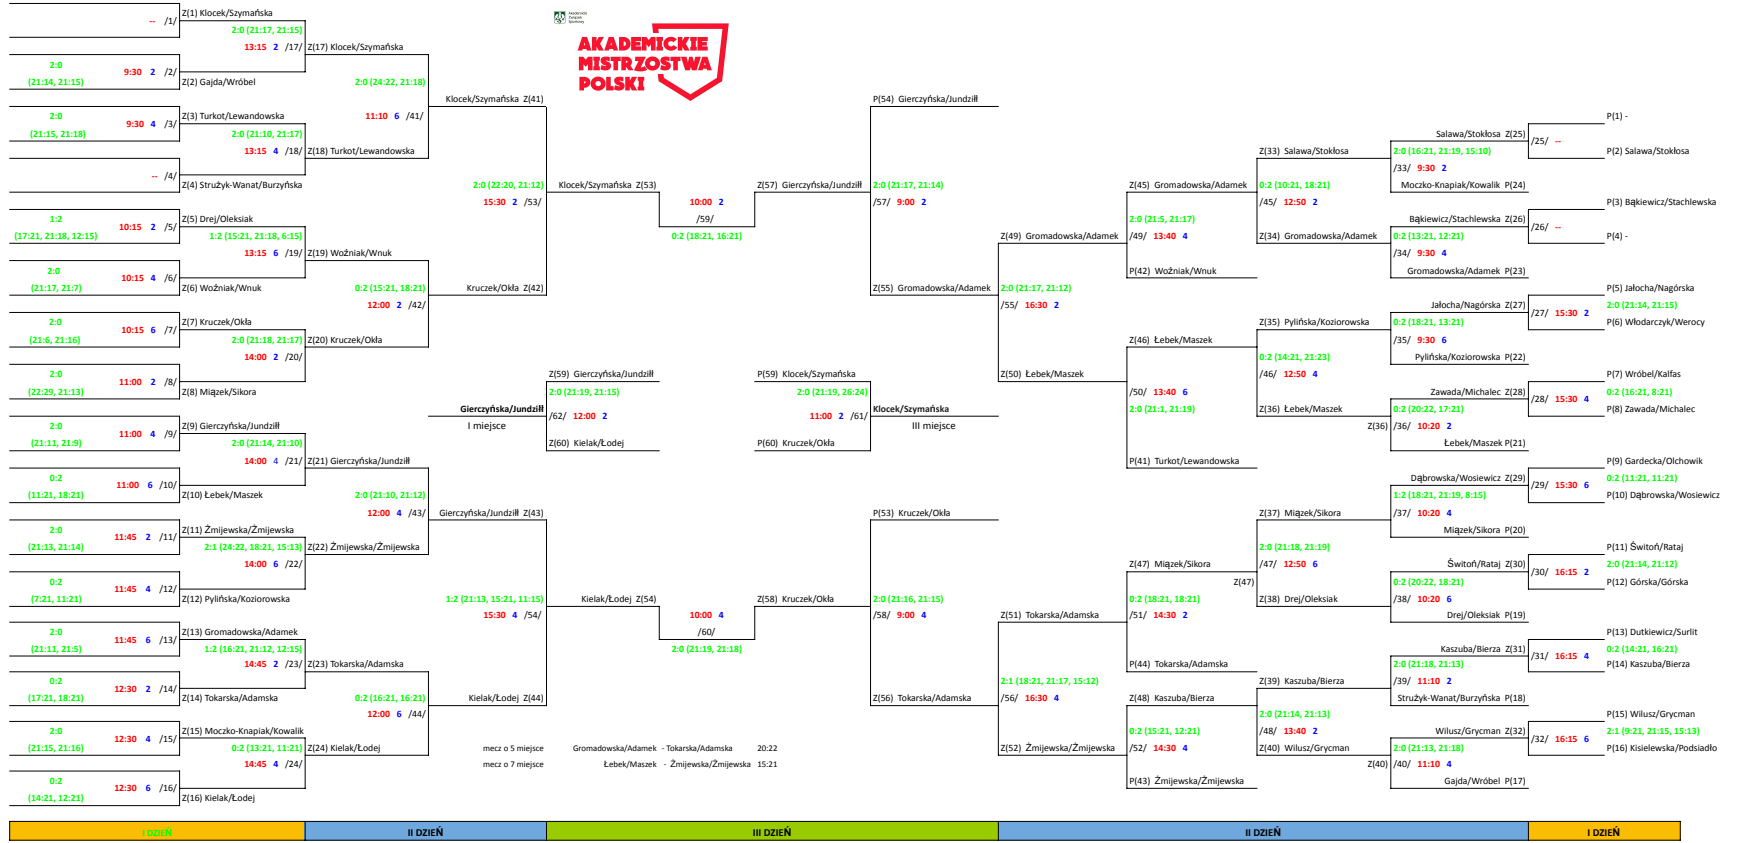 Akademicki
Związek
Sportowy
AKADEMICKIE
MISTRZOSTWA
POLSKI
-- /1/
Z(1) Klocek/Szymańska
2:0 (21:17, 21:15)
13:15 2 /17/
2:0
(21:14, 21:15)
9:30 2 /2/
Z(2) Gajda/Wróbel
2:0
(21:15, 21:18)
9:30 4 /3/
Z(3) Turkot/Lewandowska
2:0 (21:10, 21:17)
13:15 4 /18/
-- /4/
Z(4) Strużyk-Wanat/Burzyńska
1:2
(17:21, 21:18, 12:15)
10:15 2 /5/
Z(5) Drej/Oleksiak
1:2 (15:21, 21:18, 6:15)
13:15 6 /19/
2:0
(21:17, 21:7)
10:15 4 /6/
Z(6) Woźniak/Wnuk
2:0
(21:6, 21:16)
10:15 6 /7/
Z(7) Kruczek/Okła
2:0 (21:18, 21:17)
14:00 2 /20/
2:0
(22:29, 21:13)
11:00 2 /8/
Z(8) Miązek/Sikora
2:0
(21:11, 21:9)
11:00 4 /9/
Z(9) Gierczyńska/Jundziłł
2:0 (21:14, 21:10)
14:00 4 /21/
0:2
(11:21, 18:21)
11:00 6 /10/
Z(10) Łebek/Maszek
2:0
(21:13, 21:14)
11:45 2 /11/
Z(11) Żmijewska/Żmijewska
2:1 (24:22, 18:21, 15:13)
14:00 6 /22/
0:2
(7:21, 11:21)
11:45 4 /12/
Z(12) Pylińska/Koziorowska
2:0
(21:11, 21:5)
11:45 6 /13/
Z(13) Gromadowska/Adamek
1:2 (16:21, 21:12, 12:15)
14:45 2 /23/
0:2
(17:21, 18:21)
12:30 2 /14/
Z(14) Tokarska/Adamska
2:0
(21:15, 21:16)
12:30 4 /15/
Z(15) Moczko-Knapiak/Kowalik
0:2 (13:21, 11:21)
14:45 4 /24/
0:2
(14:21, 12:21)
12:30 6 /16/
Z(16) Kielak/Łodej
Z(17) Klocek/Szymańska
2:0 (24:22, 21:18)
11:10 6 /41/
Z(18) Turkot/Lewandowska
Z(19) Woźniak/Wnuk
0:2 (15:21, 18:21)
12:00 2 /42/
Z(20) Kruczek/Okła
Z(21) Gierczyńska/Jundziłł
2:0 (21:10, 21:12)
12:00 4 /43/
Z(22) Żmijewska/Żmijewska
Z(23) Tokarska/Adamska
0:2 (16:21, 16:21)
12:00 6 /44/
Z(24) Kielak/Łodej
Klocek/Szymańska Z(41)
2:0 (22:20, 21:12)
15:30 2 /53/
Kruczek/Okła Z(42)
Gierczyńska/Jundziłł Z(43)
1:2 (21:13, 15:21, 11:15)
15:30 4 /54/
Kielak/Łodej Z(44)
Klocek/Szymańska Z(53)
10:00 2
/59/
0:2 (18:21, 16:21)
Z(57) Gierczyńska/Jundziłł
Gierczyńska/Jundziłł
I miejsce
Z(59) Gierczyńska/Jundziłł
2:0 (21:19, 21:15)
/62/ 12:00 2
Z(60) Kielak/Łodej
P(59) Klocek/Szymańska
2:0 (21:19, 26:24)
11:00 2 /61/
P(60) Kruczek/Okła
Klocek/Szymańska
III miejsce
Kielak/Łodej Z(54)
10:00 4
/60/
2:0 (21:19, 21:18)
Z(58) Kruczek/Okła
mecz o 5 miejsce Gromadowska/Adamek - Tokarska/Adamska 20:22
mecz o 7 miejsce Łebek/Maszek - Żmijewska/Żmijewska 15:21
P(54) Gierczyńska/Jundziłł
2:0 (21:17, 21:14)
/57/ 9:00 2
Z(55) Gromadowska/Adamek
P(53) Kruczek/Okła
2:0 (21:16, 21:15)
/58/ 9:00 4
Z(56) Tokarska/Adamska
Z(49) Gromadowska/Adamek
2:0 (21:17, 21:12)
/55/ 16:30 2
Z(50) Łebek/Maszek
Z(51) Tokarska/Adamska
2:1 (18:21, 21:17, 15:12)
/56/ 16:30 4
Z(52) Żmijewska/Żmijewska
Z(45) Gromadowska/Adamek
2:0 (21:5, 21:17)
/49/ 13:40 4
P(42) Woźniak/Wnuk
Z(46) Łebek/Maszek
/50/ 13:40 6
2:0 (21:1, 21:19)
P(41) Turkot/Lewandowska
Z(47) Miązek/Sikora
0:2 (18:21, 18:21)
/51/ 14:30 2
P(44) Tokarska/Adamska
Z(48) Kaszuba/Bierza
0:2 (15:21, 12:21)
/52/ 14:30 4
P(43) Żmijewska/Żmijewska
Z(33) Salawa/Stokłosa
0:2 (10:21, 18:21)
/45/ 12:50 2
Z(34) Gromadowska/Adamek
Z(35) Pylińska/Koziorowska
0:2 (14:21, 21:23)
/46/ 12:50 4
Z(36) Łebek/Maszek
Z(36)
Z(37) Miązek/Sikora
2:0 (21:18, 21:19)
/47/ 12:50 6
Z(47)
Z(38) Drej/Oleksiak
Z(39) Kaszuba/Bierza
2:0 (21:14, 21:13)
/48/ 13:40 2
Z(40) Wilusz/Grycman
Z(40)
Salawa/Stokłosa Z(25)
2:0 (16:21, 21:19, 15:10)
/33/ 9:30 2
Moczko-Knapiak/Kowalik P(24)
Bąkiewicz/Stachlewska Z(26)
0:2 (13:21, 12:21)
/34/ 9:30 4
Gromadowska/Adamek P(23)
Jałocha/Nagórska Z(27)
0:2 (18:21, 13:21)
/35/ 9:30 6
Pylińska/Koziorowska P(22)
Zawada/Michalec Z(28)
0:2 (20:22, 17:21)
/36/ 10:20 2
Łebek/Maszek P(21)
Dąbrowska/Wosiewicz Z(29)
1:2 (18:21, 21:19, 8:15)
/37/ 10:20 4
Miązek/Sikora P(20)
Świtoń/Rataj Z(30)
0:2 (20:22, 18:21)
/38/ 10:20 6
Drej/Oleksiak P(19)
Kaszuba/Bierza Z(31)
2:0 (21:18, 21:13)
/39/ 11:10 2
Strużyk-Wanat/Burzyńska P(18)
Wilusz/Grycman Z(32)
2:0 (21:13, 21:18)
/40/ 11:10 4
Gajda/Wróbel P(17)
P(1) -
/25/ --
P(2) Salawa/Stokłosa
P(3) Bąkiewicz/Stachlewska
/26/ --
P(4) -
P(5) Jałocha/Nagórska
2:0 (21:14, 21:15)
/27/ 15:30 2
P(6) Włodarczyk/Werocy
P(7) Wróbel/Kalfas
0:2 (16:21, 8:21)
/28/ 15:30 4
P(8) Zawada/Michalec
P(9) Gardecka/Olchowik
0:2 (11:21, 11:21)
/29/ 15:30 6
P(10) Dąbrowska/Wosiewicz
P(11) Świtoń/Rataj
2:0 (21:14, 21:12)
/30/ 16:15 2
P(12) Górska/Górska
P(13) Dutkiewicz/Surlit
0:2 (14:21, 16:21)
/31/ 16:15 4
P(14) Kaszuba/Bierza
P(15) Wilusz/Grycman
2:1 (9:21, 21:15, 15:13)
/32/ 16:15 6
P(16) Kisielewska/Podsiadło
I DZIEŃ
II DZIEŃ
III DZIEŃ
II DZIEŃ
I DZIEŃ